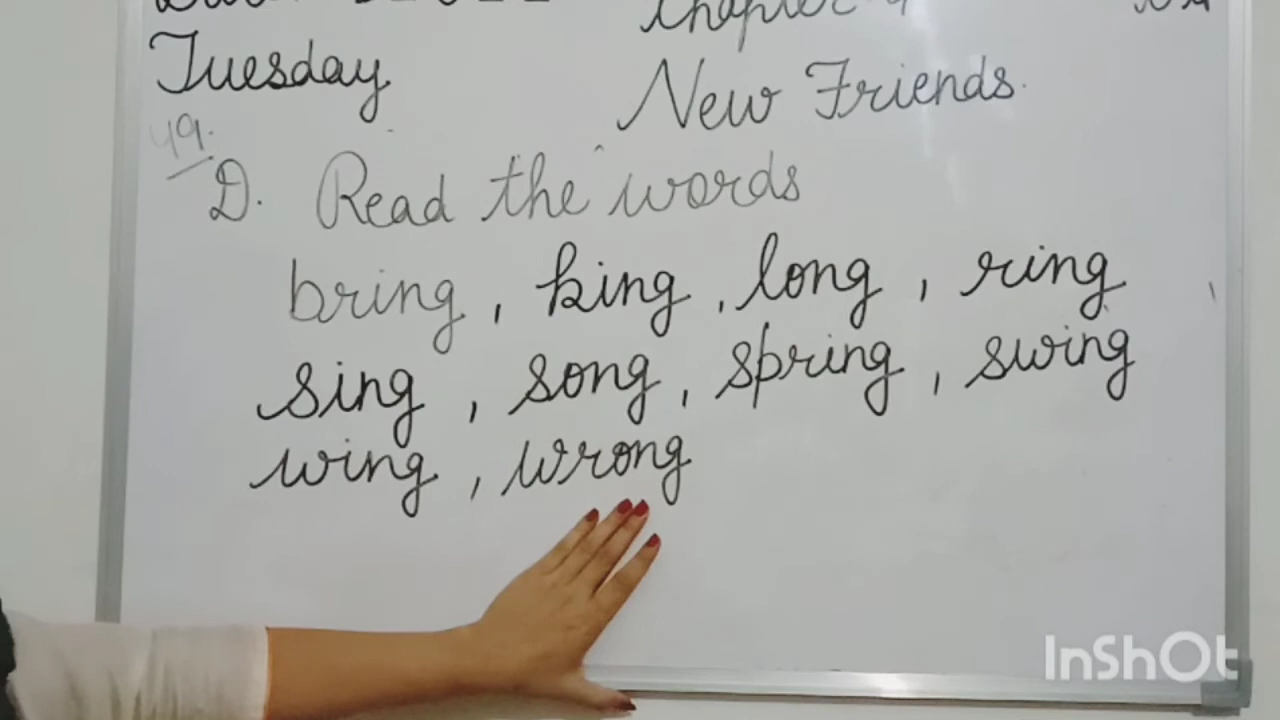 Tuesday
New Friends.
49.
D. Read the words
bring, king, long, ring
sing, song, spring, swing
wing, wrong
InShOt